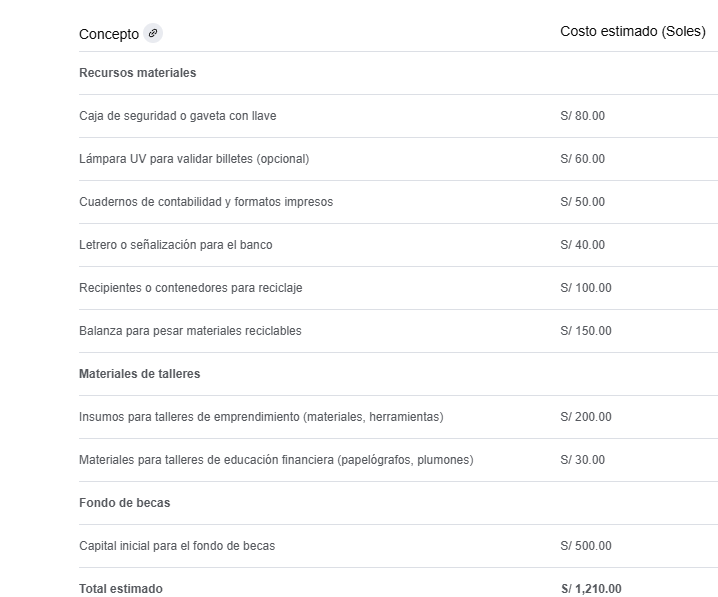 Concepto Costo estimado (Soles)
Recursos materiales
Caja de seguridad o gaveta con llave S/ 80.00
Lámpara UV para validar billetes (opcional) S/ 60.00
Cuadernos de contabilidad y formatos impresos S/ 50.00
Letrero o señalización para el banco S/ 40.00
Recipientes o contenedores para reciclaje S/ 100.00
Balanza para pesar materiales reciclables S/ 150.00
Materiales de talleres
Insumos para talleres de emprendimiento (materiales, herramientas) S/ 200.00
Materiales para talleres de educación financiera (papelógrafos, plumones) S/ 30.00
Fondo de becas
Capital inicial para el fondo de becas S/ 500.00
Total estimado S/ 1,210.00